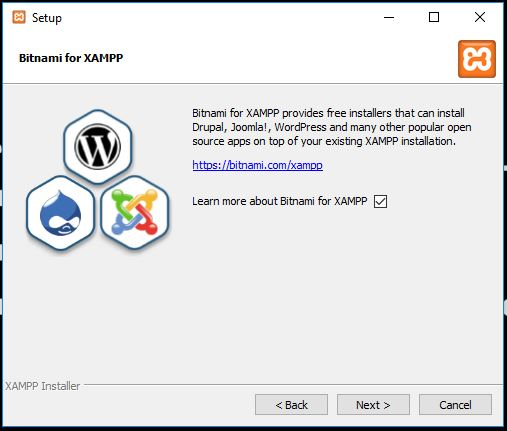 Setup
Bitnami for XAMPP
Bitnami for XAMPP provides free installers that can install
Drupal, Joomla!, WordPress and many other popular open
source apps on top of your existing XAMPP installation.
https://bitnami.com/xampp
Learn more about Bitnami for XAMPP
XAMPP Installer
< Back
Next >
Cancel